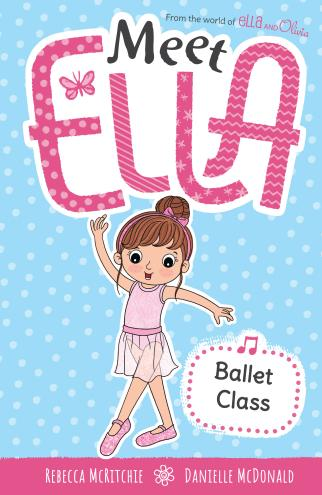 From the world of ella AND Olivia
Meet
ELLA
Ballet
Class
REBECCA MCRITCHIE DANIELLE MCDONALD